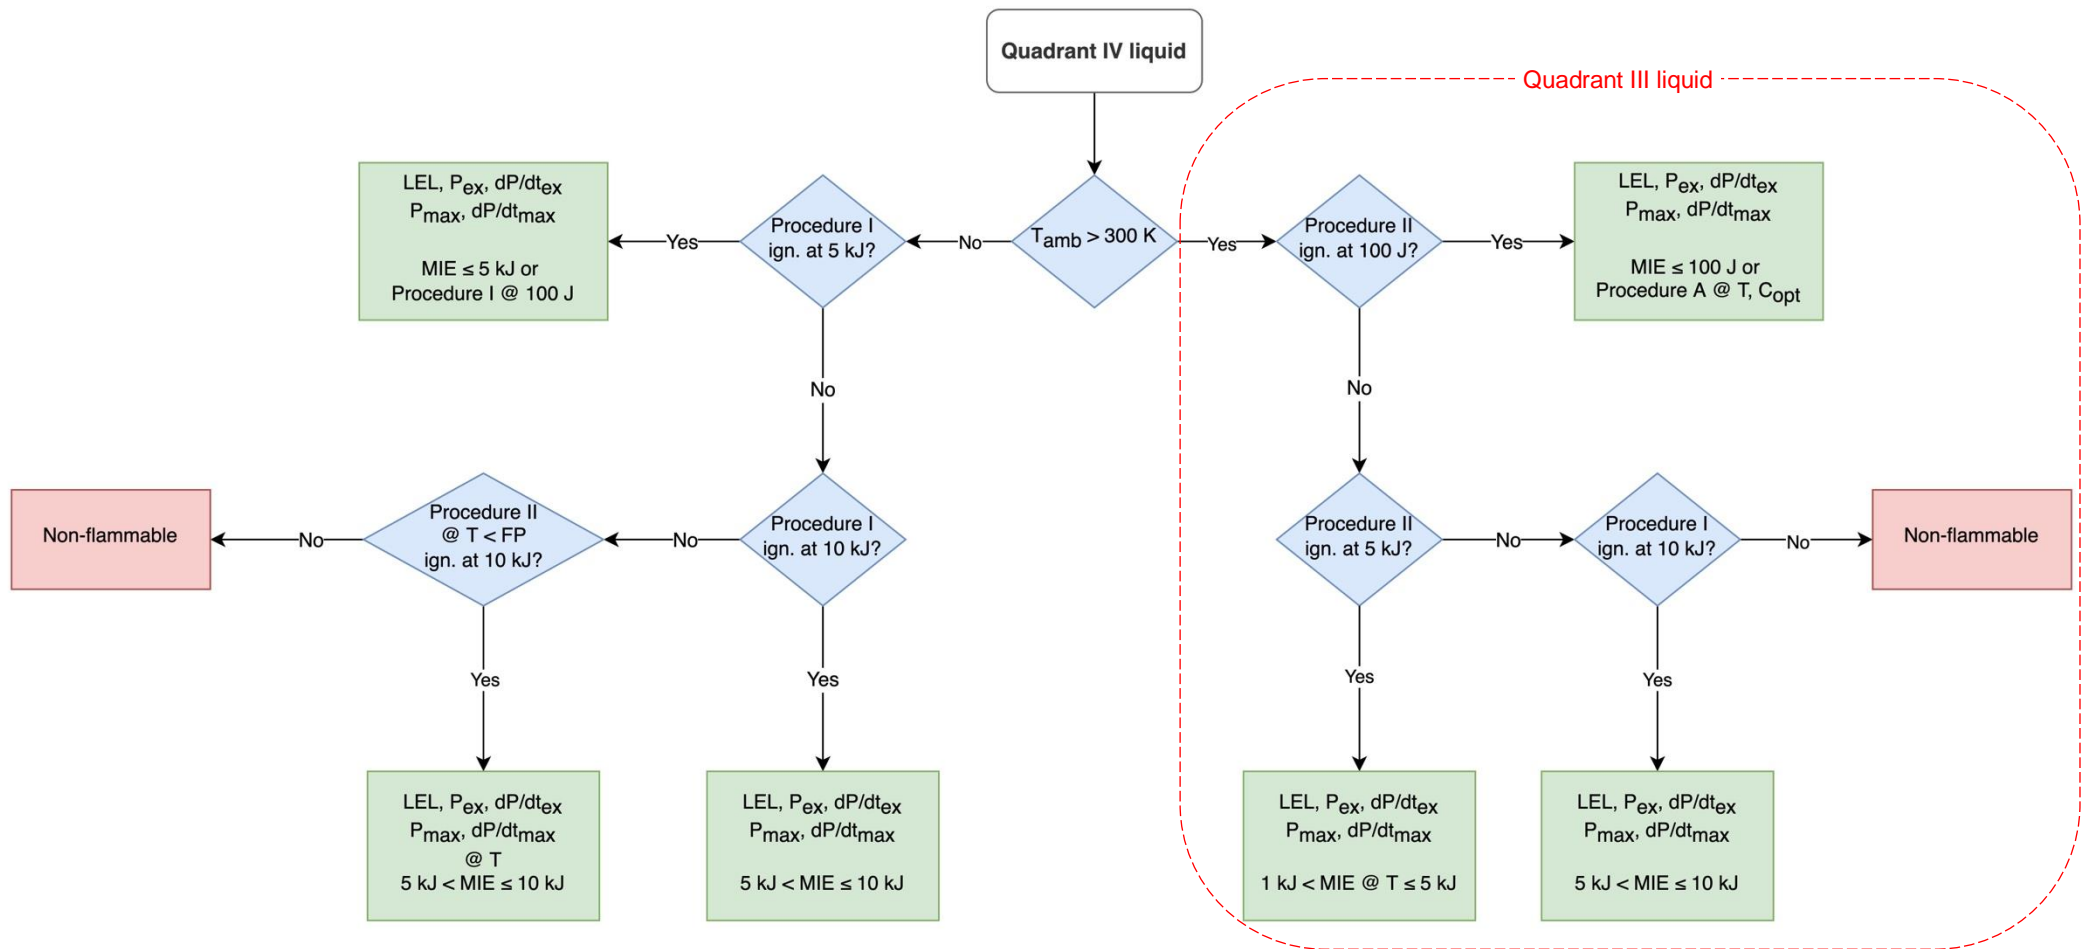 Quadrant IV liquid
Quadrant III liquid
LEL, Pex, dP/dtex
Pmax, dP/dtmax
MIE ≤ 5 kJ or
Procedure I @ 100 J
Yes
Procedure I
ign. at 5 kJ?
No
Tamb > 300 K
Yes
Procedure II
ign. at 100 J?
Yes
LEL, Pex, dP/dtex
Pmax, dP/dtmax
MIE ≤ 100 J or
Procedure A @ T, Copt
No
No
Non-flammable
No
Procedure II
@ T < FP
ign. at 10 kJ?
No
Procedure I
ign. at 10 kJ?
Procedure II
ign. at 5 kJ?
No
Procedure I
ign. at 10 kJ?
No
Non-flammable
Yes
Yes
Yes
Yes
LEL, Pex, dP/dtex
Pmax, dP/dtmax
@ T
5 kJ < MIE ≤ 10 kJ
LEL, Pex, dP/dtex
Pmax, dP/dtmax
5 kJ < MIE ≤ 10 kJ
LEL, Pex, dP/dtex
Pmax, dP/dtmax
1 kJ < MIE @ T ≤ 5 kJ
LEL, Pex, dP/dtex
Pmax, dP/dtmax
5 kJ < MIE ≤ 10 kJ